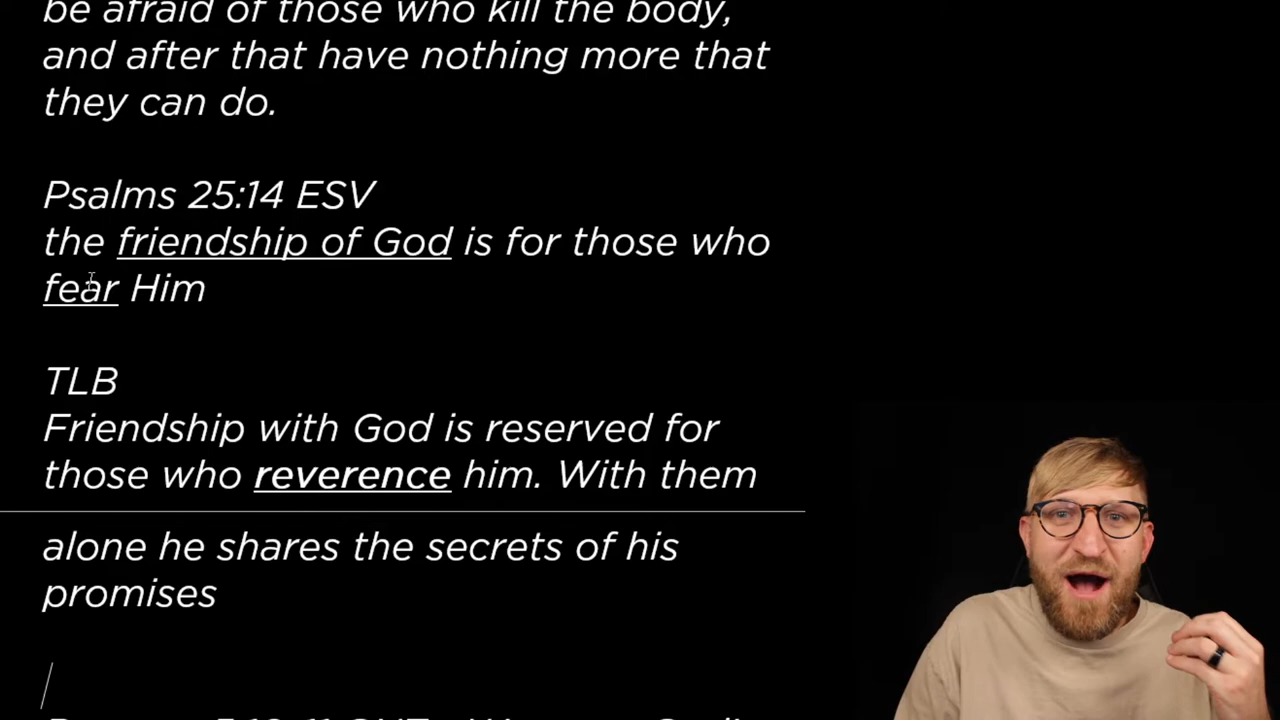 be afraid of those who kill the body,
and after that have nothing more that
they can do.
Psalms 25:14 ESV
the friendship of God is for those who
fear Him
TLB
Friendship with God is reserved for
those who reverence him. With them
alone he shares the secrets of his
promises